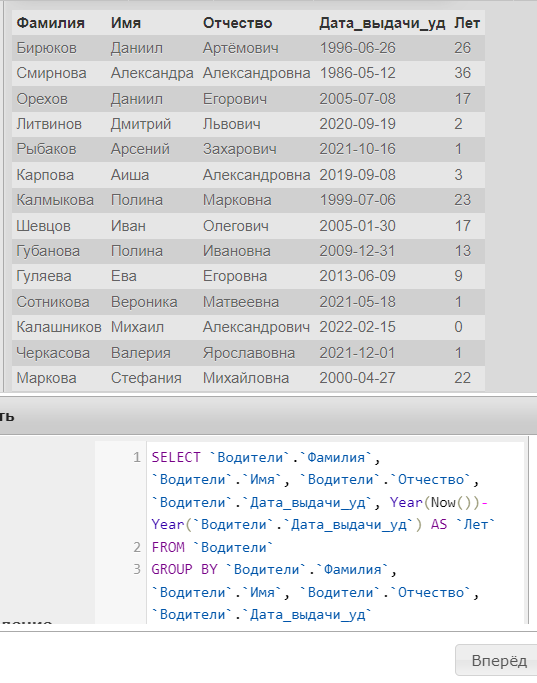 Фамилия Имя Отчество Дата_выдачи_уд Лет
Бирюков Даниил Артёмович 1996-06-26 26
Смирнова Александра Александровна 1986-05-12 36
Орехов Даниил Егорович 2005-07-08 17
Литвинов Дмитрий Львович 2020-09-19 2
Рыбаков Арсений Захарович 2021-10-16 1
Карпова Аиша Александровна 2019-09-08 3
Калмыкова Полина Марковна 1999-07-06 23
Шевцов Иван Олегович 2005-01-30 17
Губанова Полина Ивановна 2009-12-31 13
Гуляева Ева Егоровна 2013-06-09 9
Сотникова Вероника Матвеевна 2021-05-18 1
Калашников Михаил Александрович 2022-02-15 0
Черкасова Валерия Ярославовна 2021-12-01 1
Маркова Стефания Михайловна 2000-04-27 22
ть
1 SELECT `Водители`.`Фамилия`,
`Водители`.`Имя`, `Водители`.`Отчество`,
`Водители`.`Дата_выдачи_уд`, Year(Now())-
Year(`Водители`.`Дата_выдачи_уд`) AS `Лет`
2 FROM `Водители`
3 GROUP BY `Водители`.`Фамилия`,
`Водители`.`Имя`, `Водители`.`Отчество`,
`Водители`.`Дата_выдачи_уд`
Вперёд